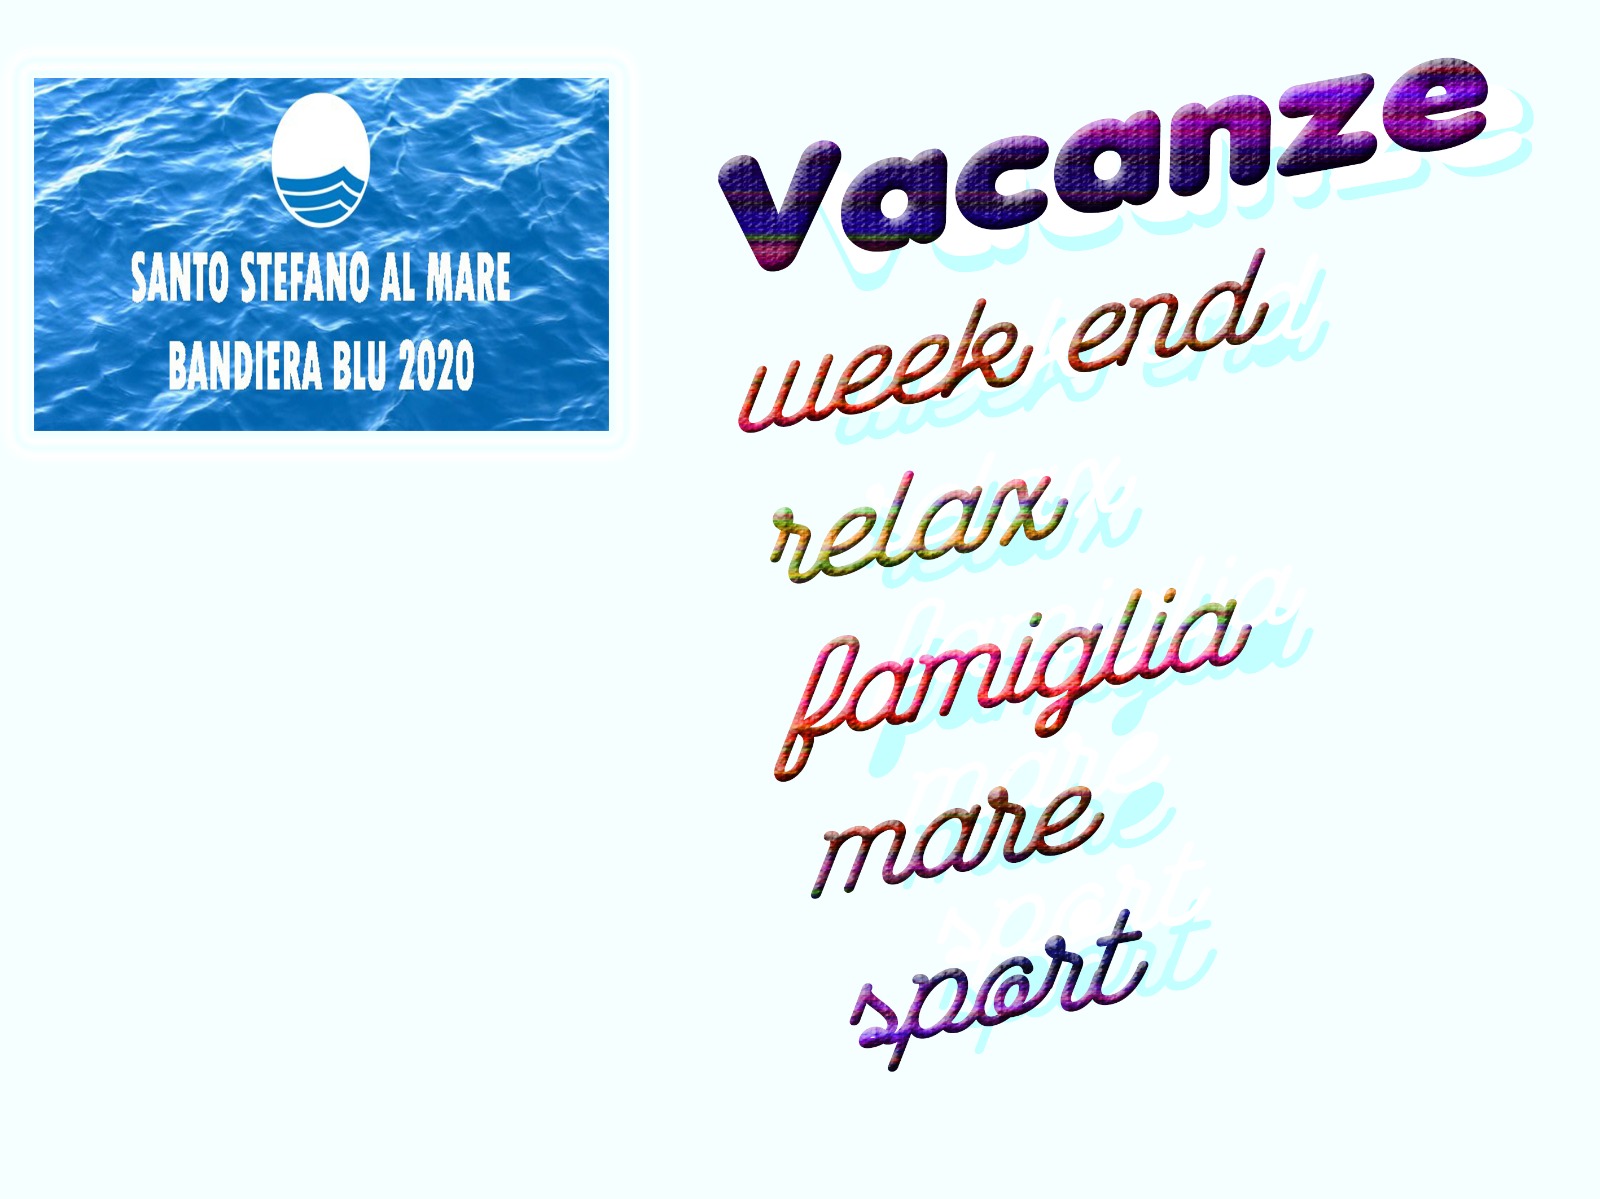 SANTO STEFANO AL MARE
BANDIERA BLU 2020
Vacanze
week end
relax
famiglia
mare
sport